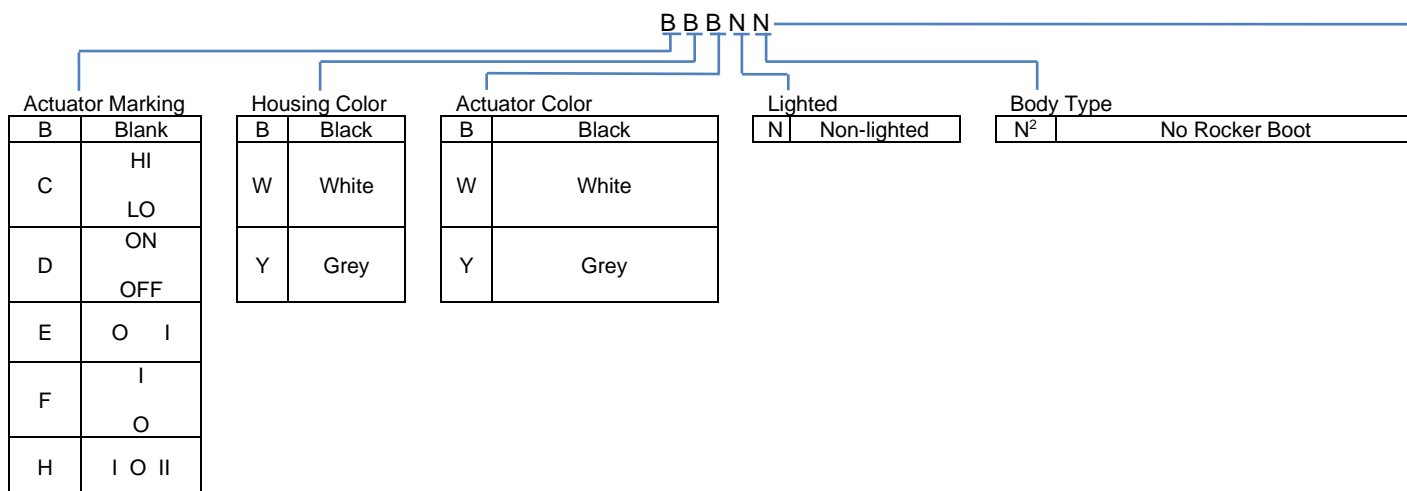 B B B N N
Actuator Marking
B Blank
C HI
LO
D ON
OFF
E O I
F I
O
H I O II
Housing Color
B Black
W White
Y Grey
Actuator Color
B Black
W White
Y Grey
Lighted
N Non-lighted
Body Type
N² No Rocker Boot